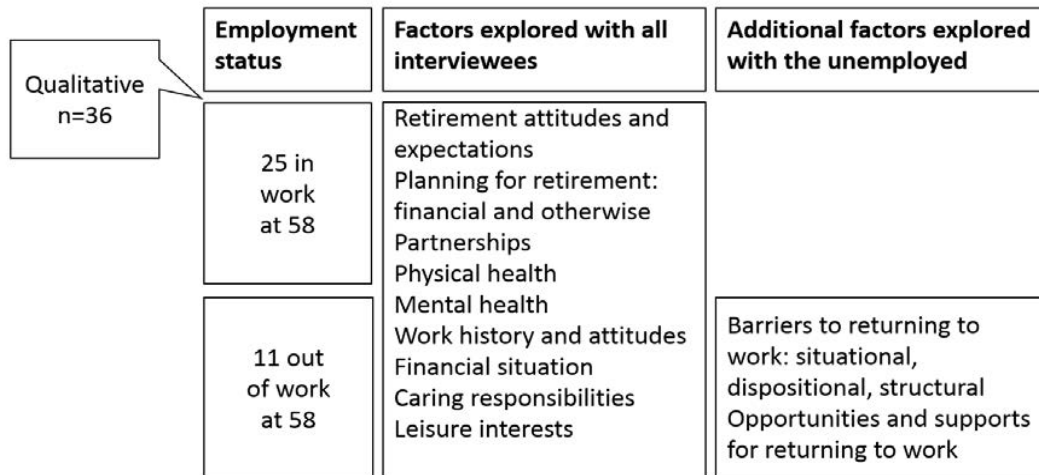 Qualitative
n=36
Employment
status
Factors explored with all
interviewees
Additional factors explored
with the unemployed
25 in
work
at 58
Retirement attitudes and
expectations
Planning for retirement:
financial and otherwise
Partnerships
Physical health
Mental health
Work history and attitudes
Financial situation
Caring responsibilities
Leisure interests
11 out
of work
at 58
Barriers to returning to
work: situational,
dispositional, structural
Opportunities and supports
for returning to work